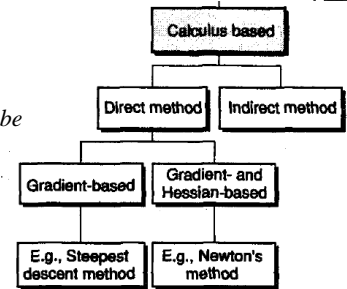 Calculus based
Direct method
Indirect method
be
Gradient-based
Gradient- and
Hessian-based
E.g., Steepest
descent method
E.g., Newton's
method